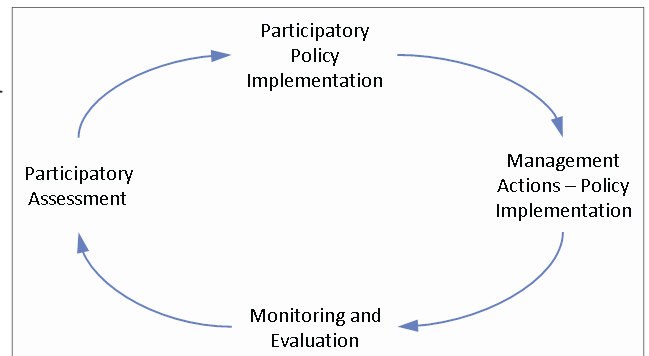 Participatory
Policy
Implementation
Management
Actions – Policy
Implementation
Monitoring and
Evaluation
Participatory
Assessment